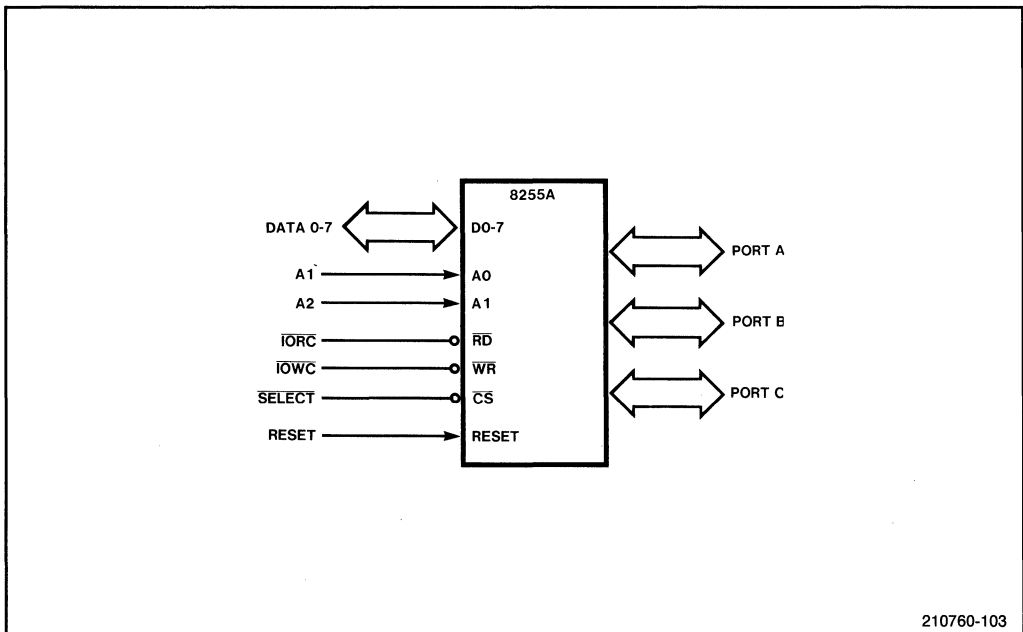 8255A
DATA 0-7 D0-7
A1 A0
A2 A1
IORC RD
IOWC WR
SELECT CS
RESET RESET
PORT A
PORT B
PORT C
210760-103